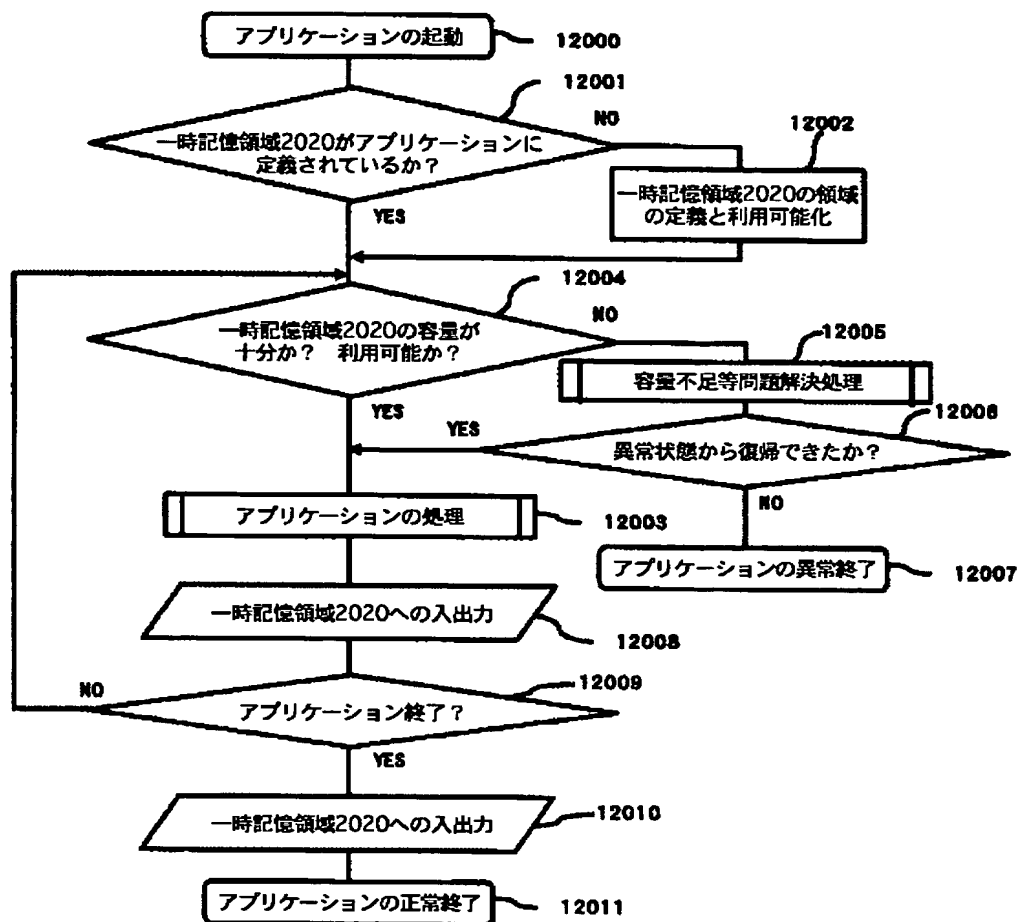 アプリケーションの起動
12000
12001
一時記憶領域2020がアプリケーションに
定義されているか？
NO
YES
12002
一時記憶領域2020の領域
の定義と利用可能化
12004
一時記憶領域2020の容量が
十分か？　利用可能か？
NO
YES
12005
容量不足等問題解決処理
12006
異常状態から復帰できたか？
YES
NO
アプリケーションの処理
12003
アプリケーションの異常終了
12007
一時記憶領域2020への入出力
12008
12009
アプリケーション終了？
NO
YES
一時記憶領域2020への入出力
12010
アプリケーションの正常終了
12011